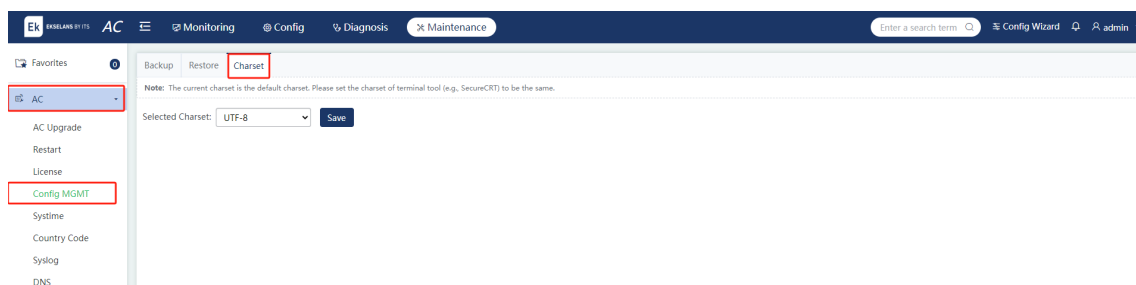 Ek EKSELANS BY ITS AC Monitoring Config Diagnosis Maintenance Enter a search term Config Wizard admin
Favorites 0
Backup Restore Charset
Note: The current charset is the default charset. Please set the charset of terminal tool (e.g., SecureCRT) to be the same.
AC
Selected Charset: UTF-8 Save
AC Upgrade
Restart
License
Config MGMT
Systime
Country Code
Syslog
DNS